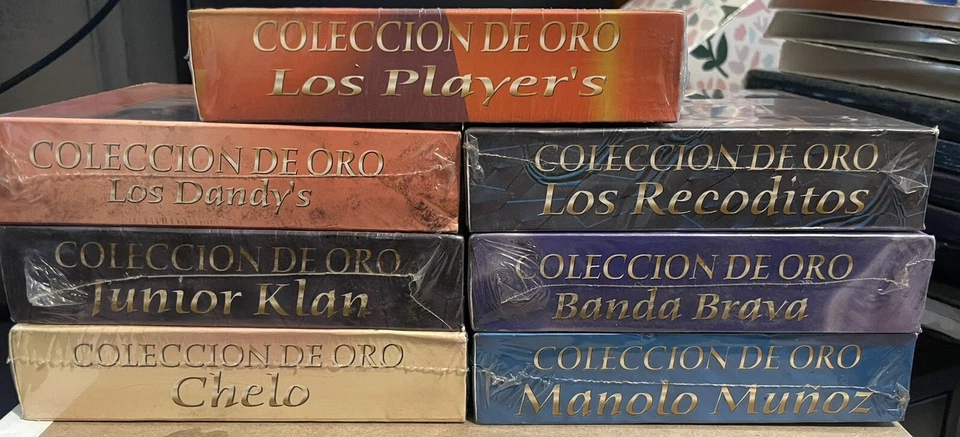 COLECCION DE ORO
Los Player's
COLECCION DE ORO
Los Dandy's
COLECCION DE ORO
Los Recoditos
COLECCION DE ORO
Junior Klan
COLECCION DE ORO
Banda Brava
COLECCION DE ORO
Chelo
COLECCION DE ORO
Manolo Muñoz